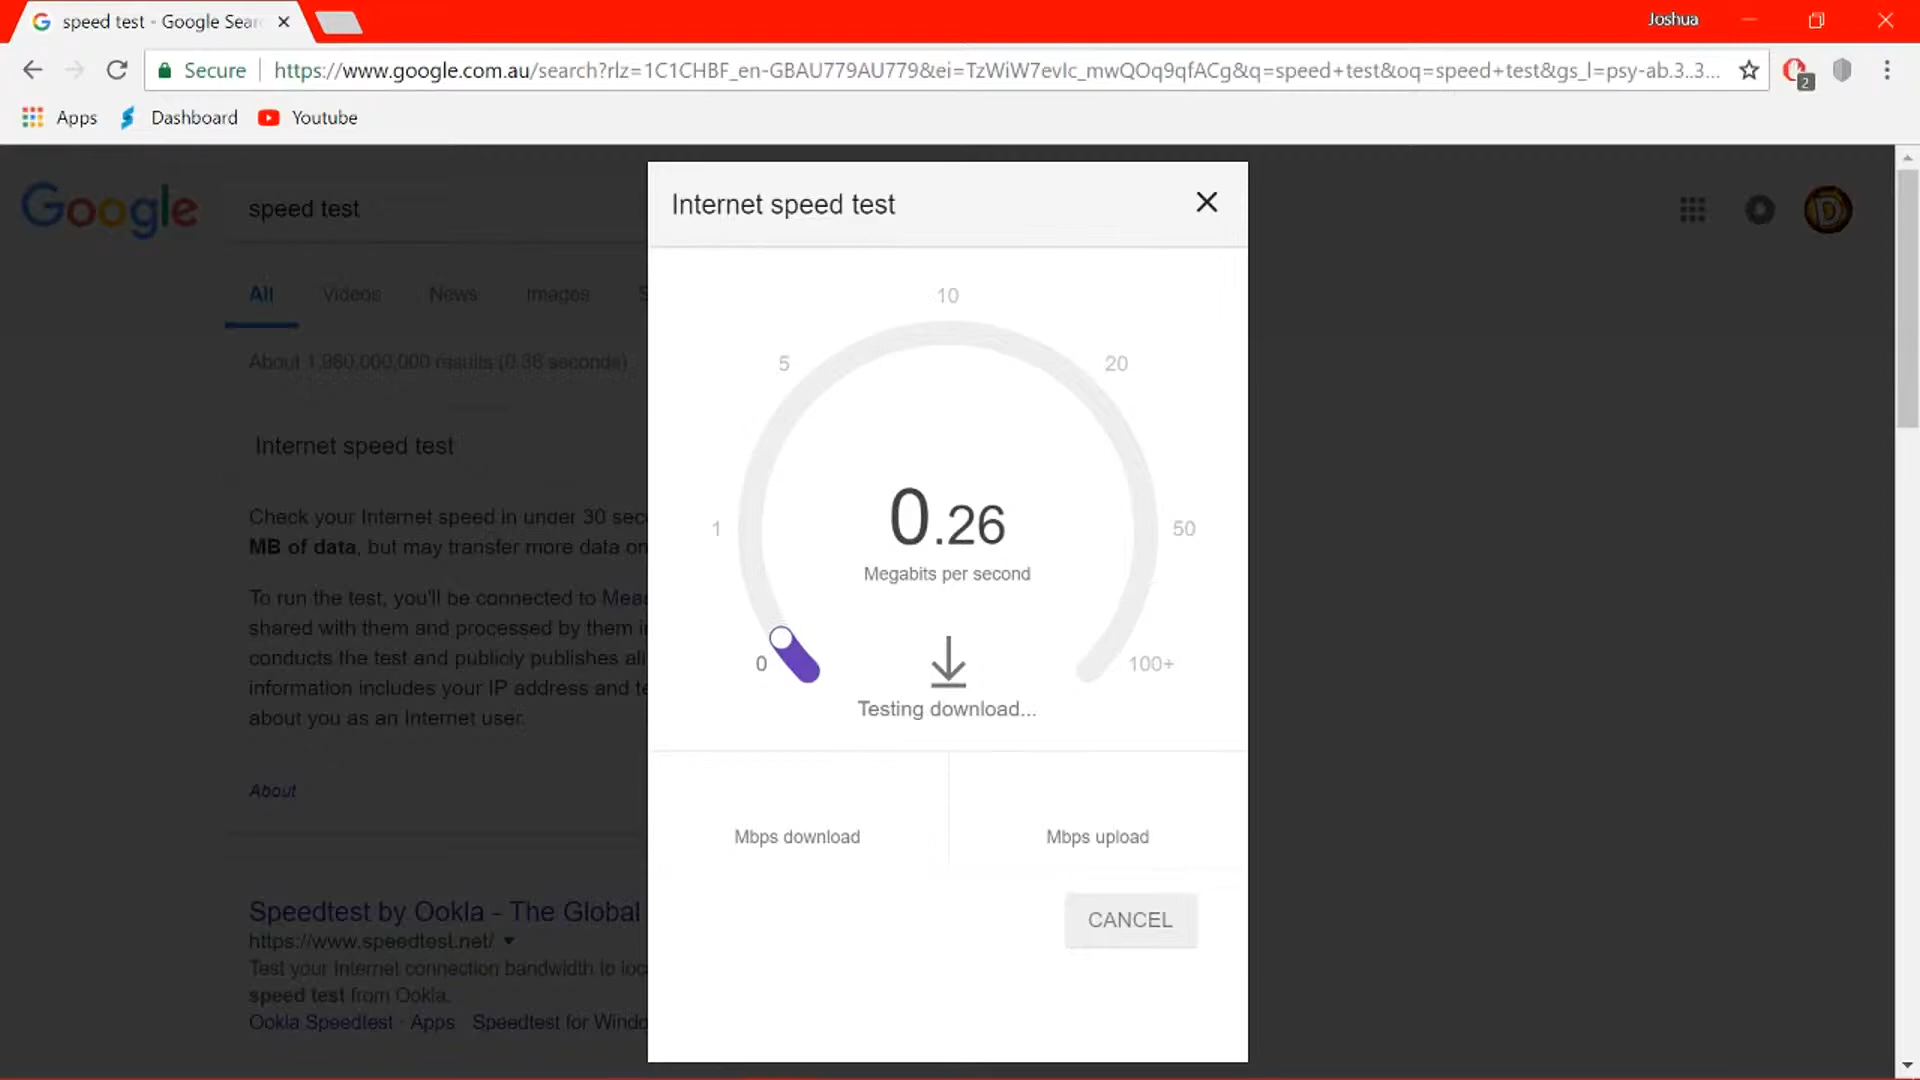 speed test - Google Sear
Joshua
Secure
https://www.google.com.au/search?rlz=1C1CHBF_en-GBAU779AU779&ei=TzWiW7evIc_mwQOq9qfACg&q=speed+test&oq=speed+test&gs_l=psy-ab.3..3...
2
Apps
Dashboard
Youtube
Google
speed test
All
Videos
News
Images
S
About 1,980,000,000 results (0.38 seconds)
Internet speed test
Check your Internet speed in under 30 sec
MB of data, but may transfer more data on
To run the test, you'll be connected to Mea
shared with them and processed by them i
conducts the test and publicly publishes all
information includes your IP address and te
about you as an Internet user.
About
Speedtest by Ookla - The Global
https://www.speedtest.net/
Test your Internet connection bandwidth to loc
speed test from Ookla.
Ookla Speedtest · Apps · Speedtest for Windo
Internet speed test
10
5
20
1
50
0
100+
0.26
Megabits per second
Testing download...
Mbps download
Mbps upload
CANCEL
D